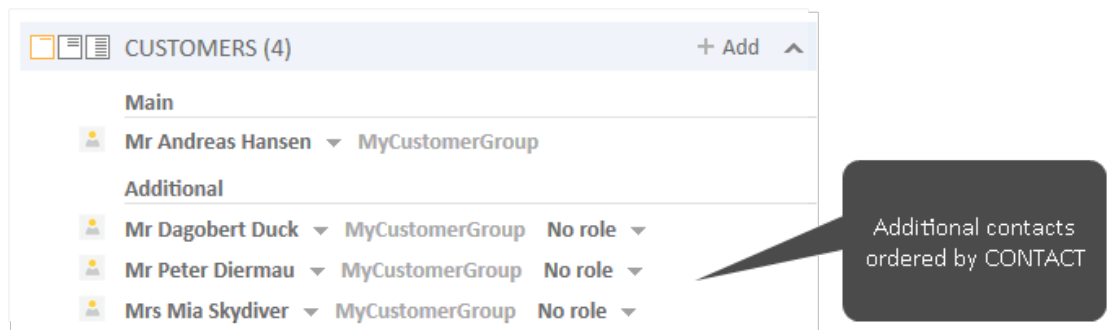 CUSTOMERS (4) + Add
Main
Mr Andreas Hansen MyCustomerGroup
Additional
Mr Dagobert Duck MyCustomerGroup No role
Mr Peter Diermau MyCustomerGroup No role
Mrs Mia Skydiver MyCustomerGroup No role
Additional contacts
ordered by CONTACT